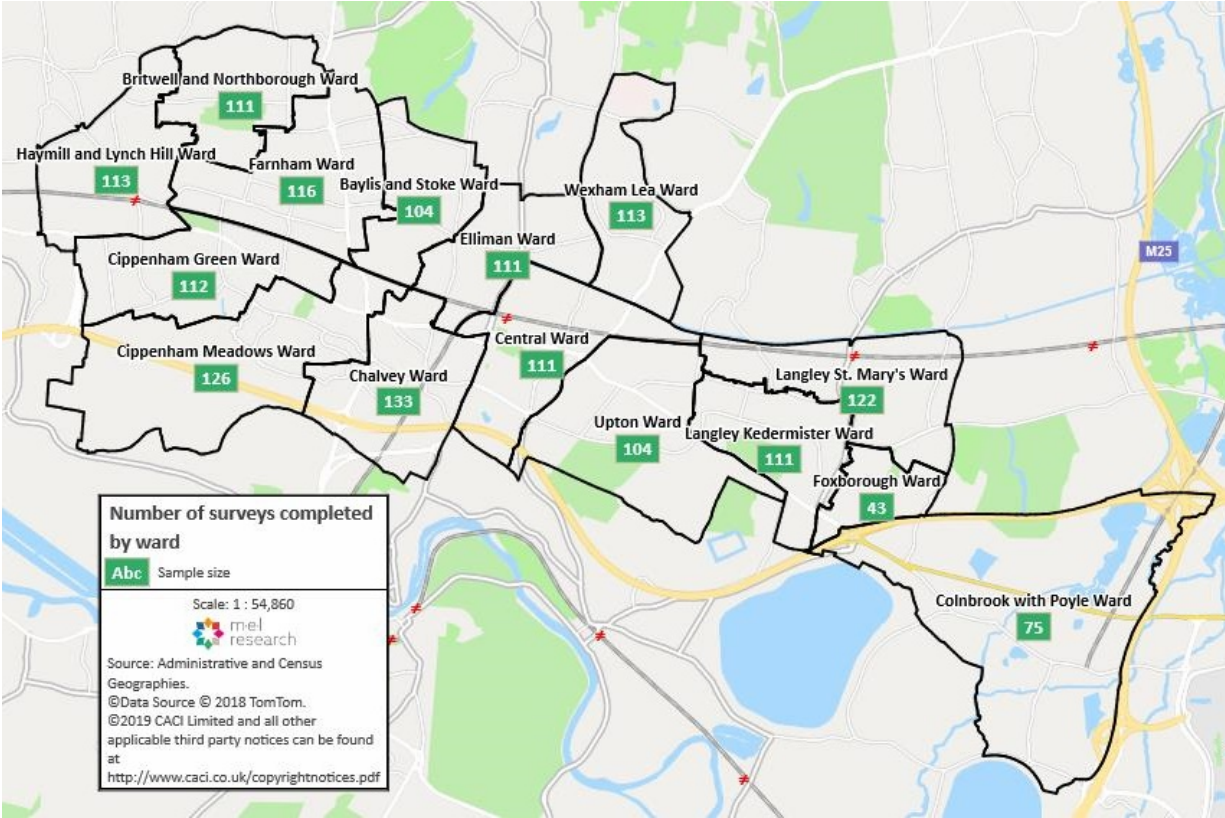 Britwell and Northborough Ward
111
Haymill and Lynch Hill Ward
113
Farnham Ward
116
Baylis and Stoke Ward
104
Wexham Lea Ward
113
Elliman Ward
111
Cippenham Green Ward
112
M25
Central Ward
111
Cippenham Meadows Ward
126
Chalvey Ward
133
Langley St. Mary's Ward
122
Upton Ward
104
Langley Kedermister Ward
111
Foxborough Ward
43
Colnbrook with Poyle Ward
75
Number of surveys completed
by ward
Abc Sample size
Scale: 1 : 54,860
m·e·l
research
Source: Administrative and Census
Geographies.
©Data Source © 2018 TomTom.
©2019 CACI Limited and all other
applicable third party notices can be found
at
http://www.caci.co.uk/copyrightnotices.pdf